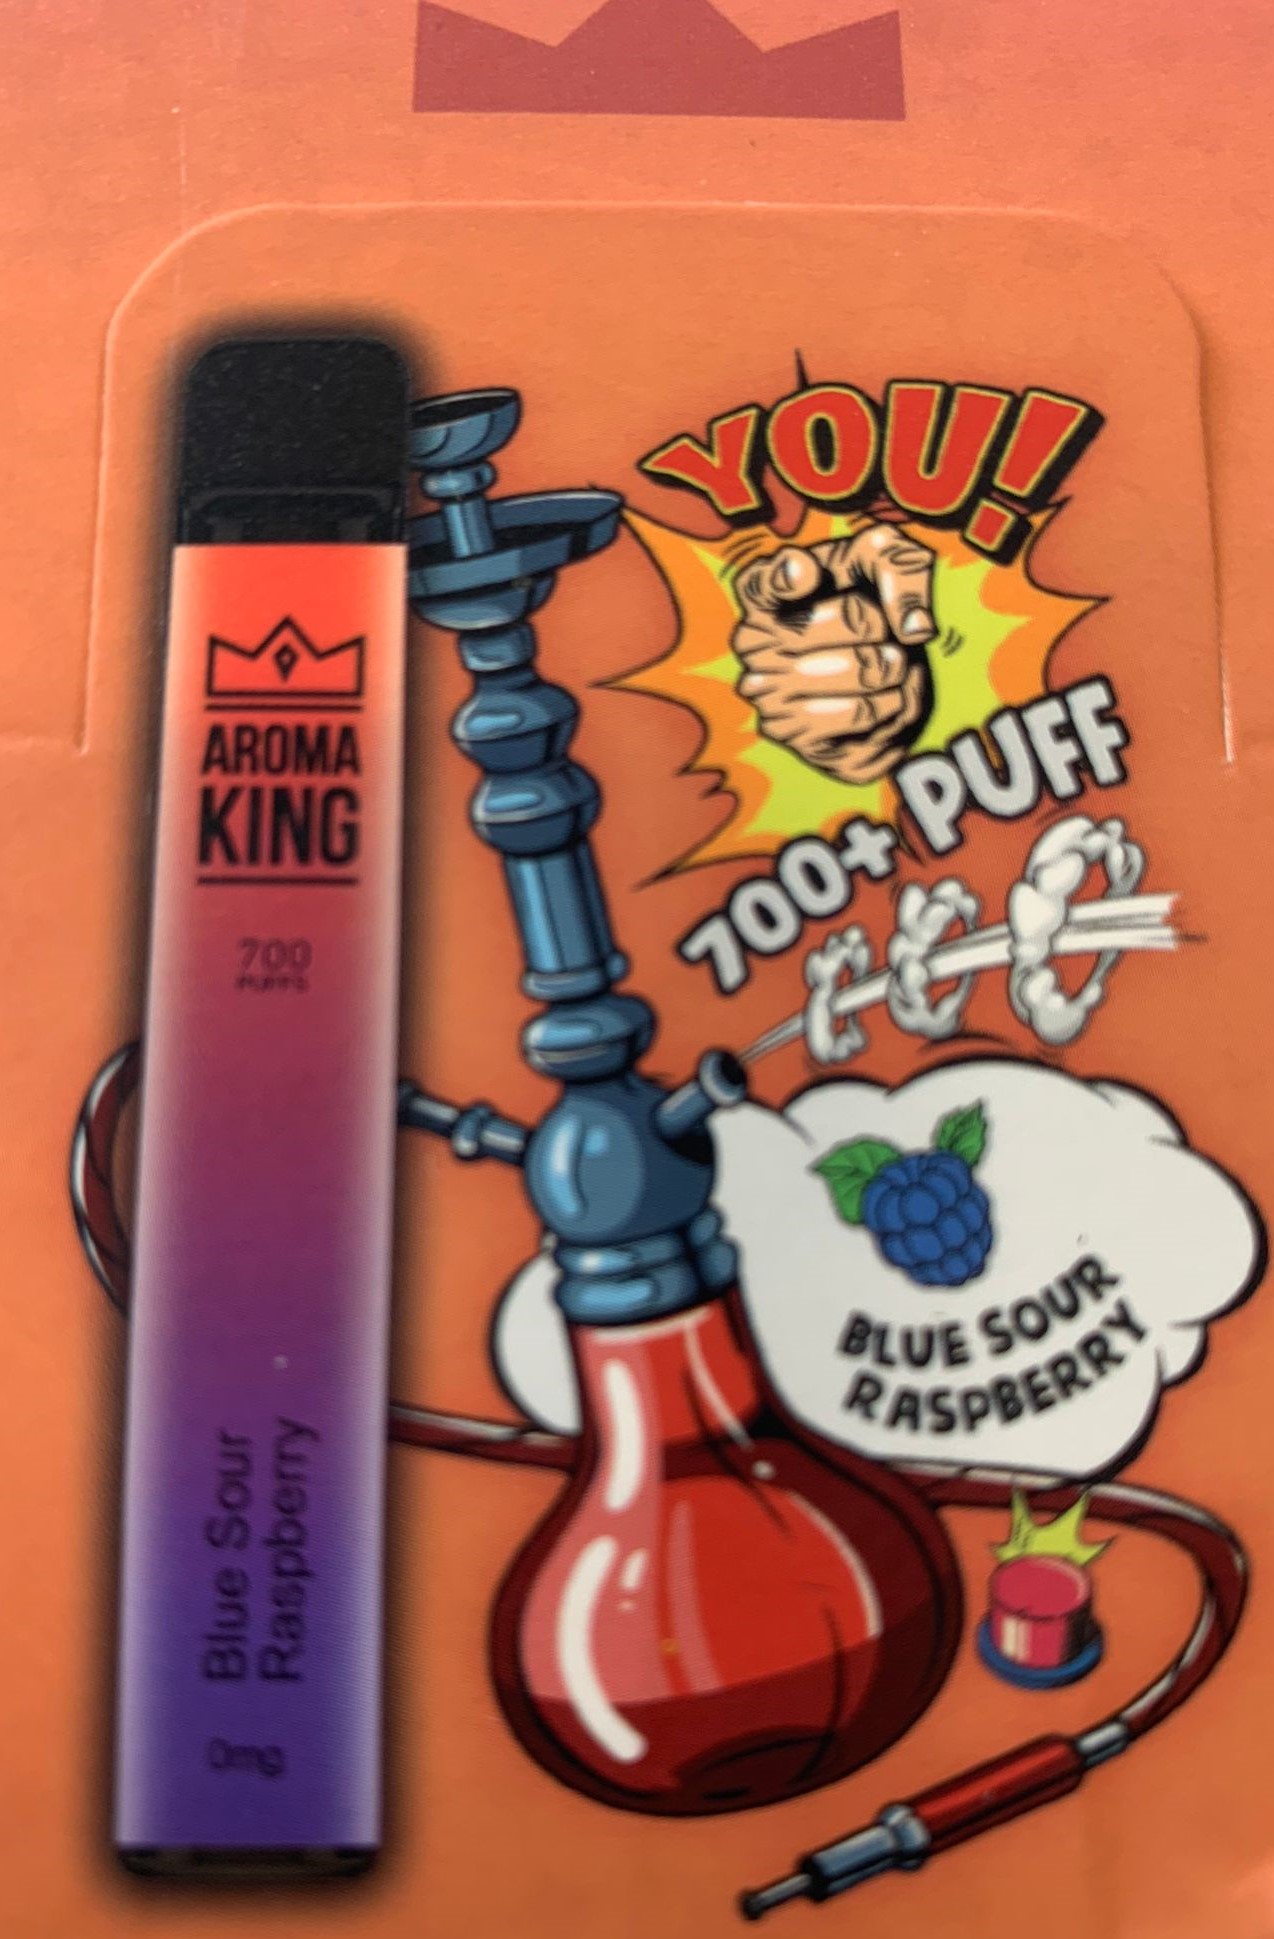 AROMA
KING
700
PUFFS
Blue Sour
Raspberry
0mg
YOU!
700+ PUFF
BLUE SOUR
RASPBERRY